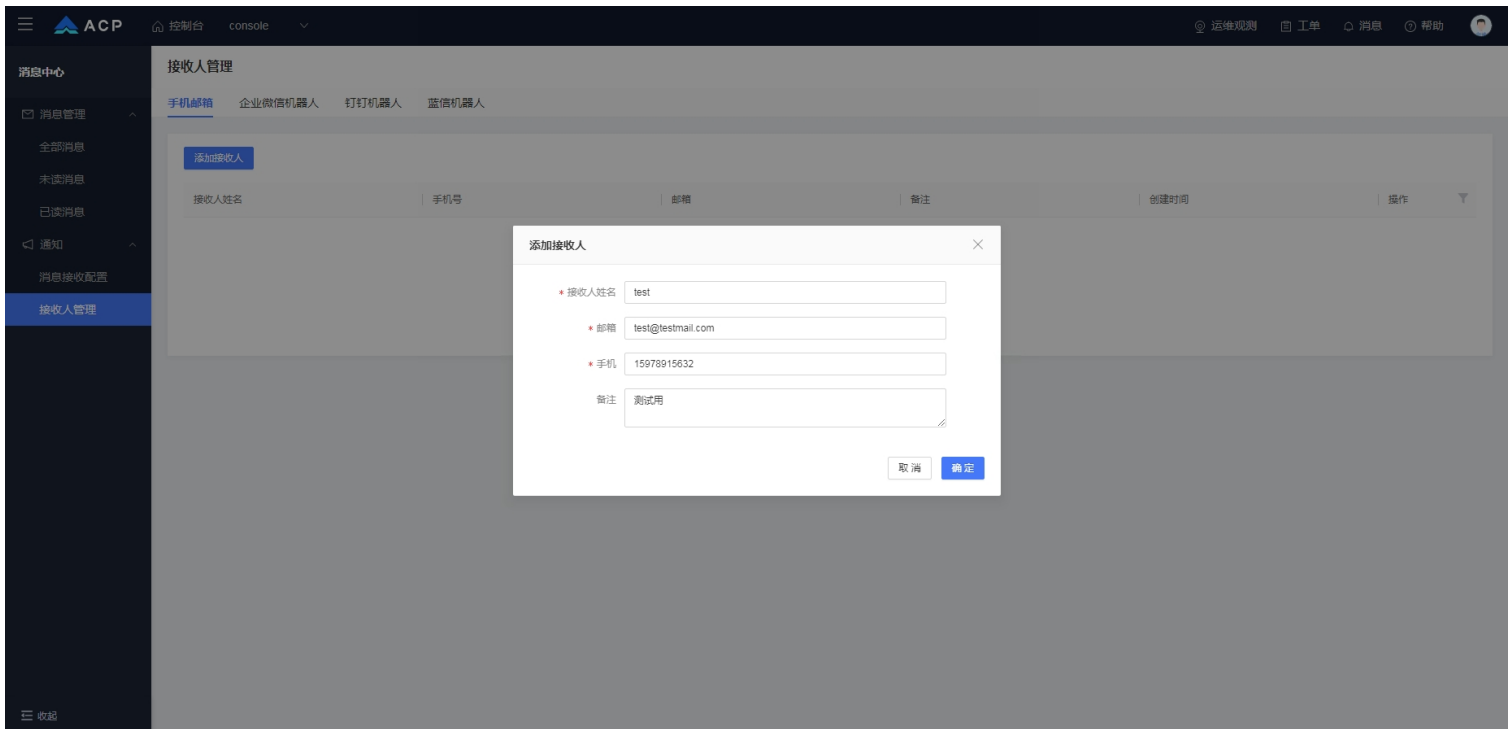 ACP 控制台 console 运维观测 工单 消息 帮助
消息中心
消息管理
全部消息
未读消息
已读消息
通知
消息接收配置
接收人管理
收起
接收人管理
手机邮箱 企业微信机器人 钉钉机器人 蓝信机器人
添加接收人
接收人姓名 手机号 邮箱 备注 创建时间 操作
添加接收人
* 接收人姓名 test
* 邮箱 test@testmail.com
* 手机 15978915632
备注 测试用
取消 确定